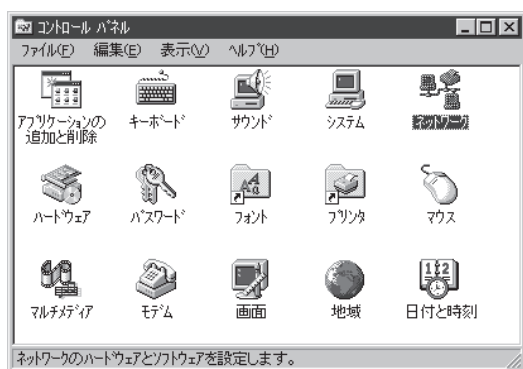 コントロール パネル
ファイル(F) 編集(E) 表示(V) ヘルプ(H)
アプリケーションの
追加と削除
キーボード
サウンド
システム
ネットワーク
ハードウェア
パスワード
フォント
プリンタ
マウス
マルチメディア
モデム
画面
地域
日付と時刻
ネットワークのハードウェアとソフトウェアを設定します。